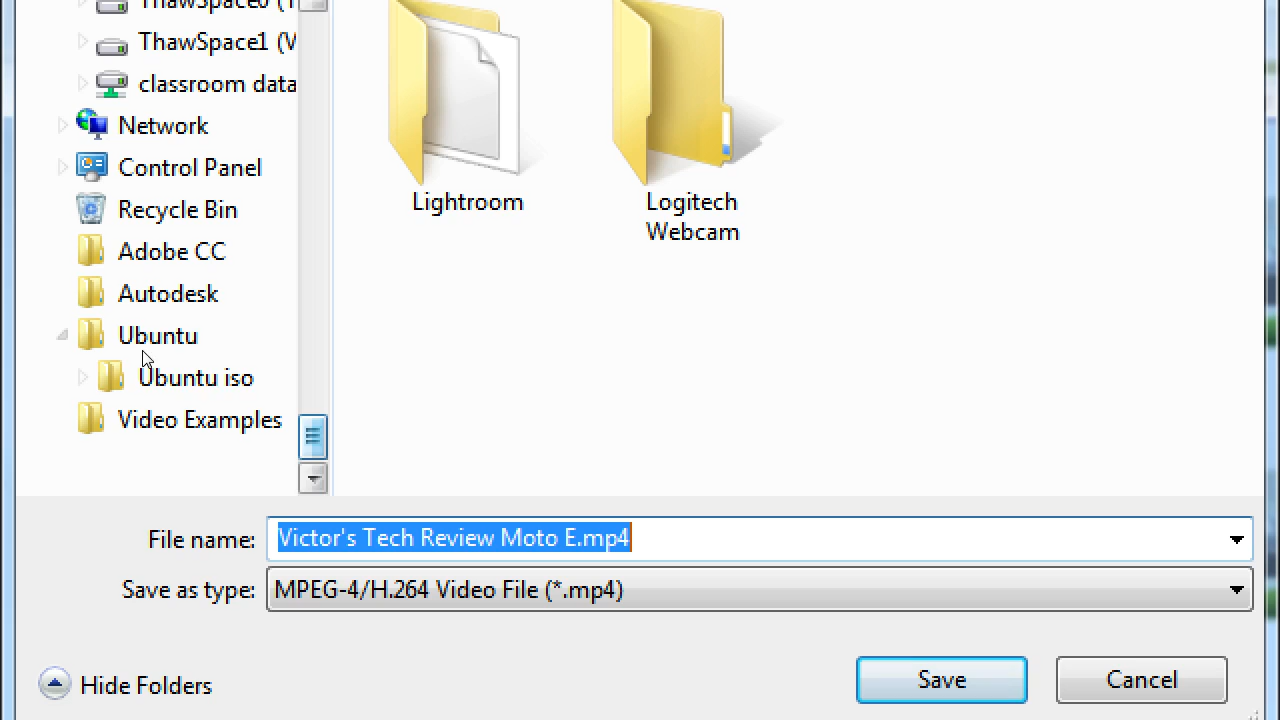 ThawSpace0 (T
ThawSpace1 (V
classroom data
Network
Control Panel
Recycle Bin
Adobe CC
Autodesk
Ubuntu
Ubuntu iso
Video Examples
Lightroom
Logitech
Webcam
File name: Victor's Tech Review Moto E.mp4
Save as type: MPEG-4/H.264 Video File (*.mp4)
Hide Folders
Save
Cancel